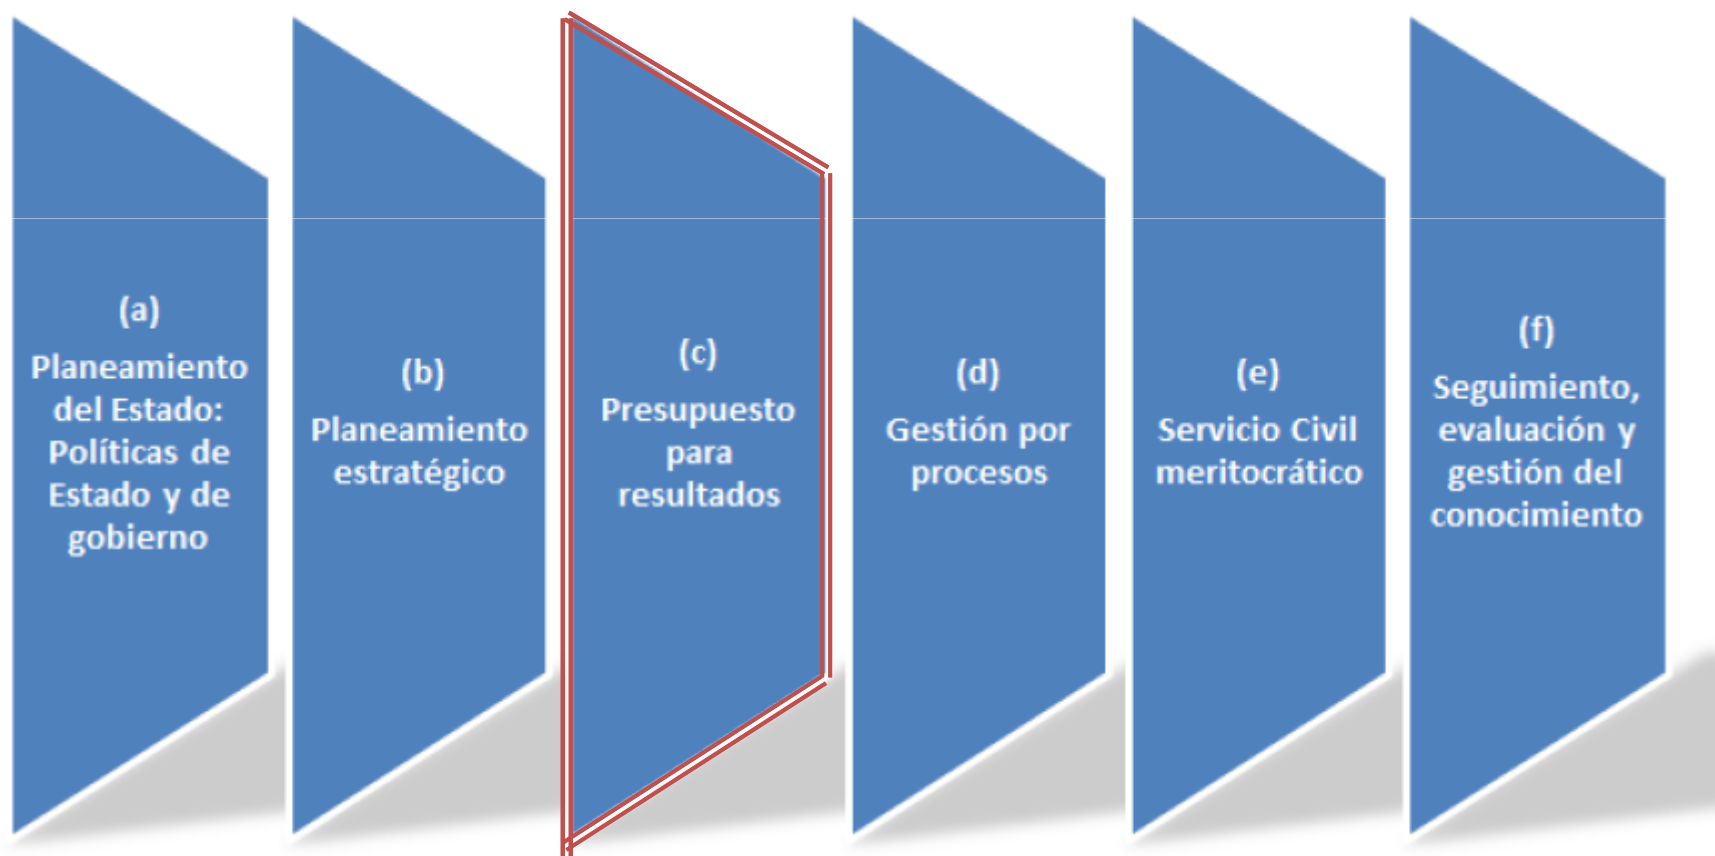 (a)
Planeamiento
del Estado:
Políticas de
Estado y de
gobierno
(b)
Planeamiento
estratégico
(c)
Presupuesto
para
resultados
(d)
Gestión por
procesos
(e)
Servicio Civil
meritocrático
(f)
Seguimiento,
evaluación y
gestión del
conocimiento